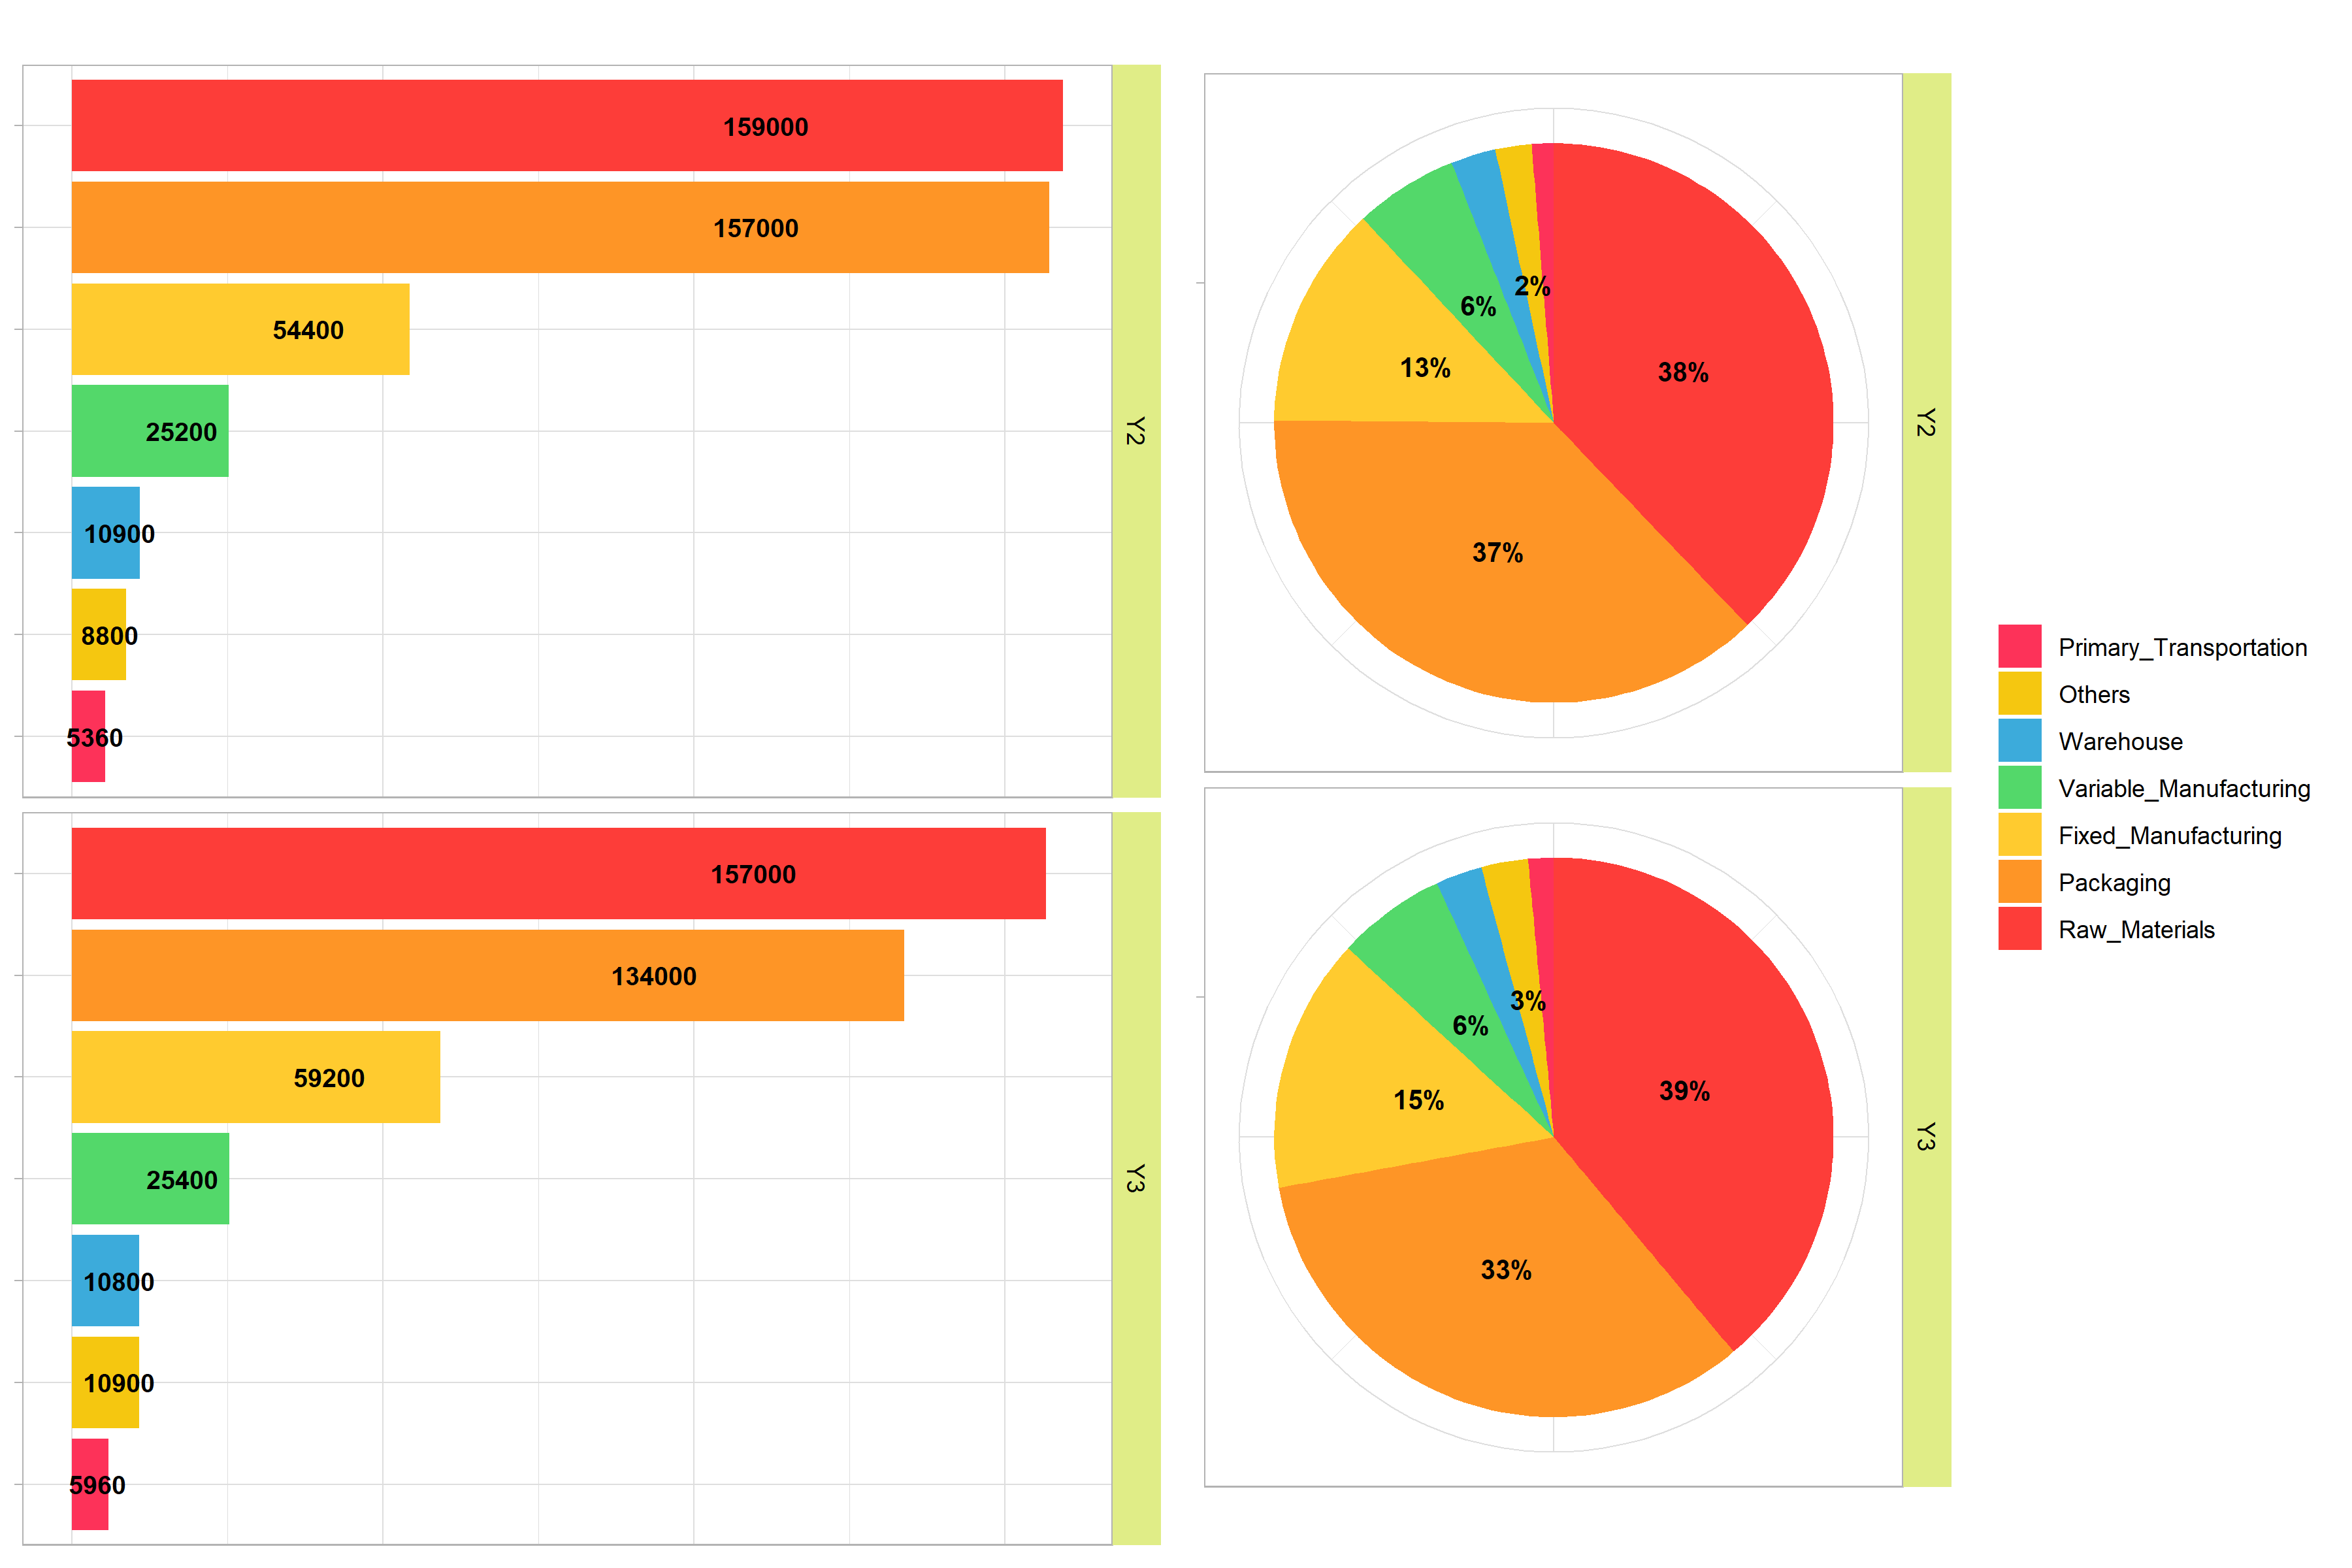 159000
157000
54400
25200
10900
8800
5360
Y2
157000
134000
59200
25400
10800
10900
5960
Y3
2%
6%
13%
38%
37%
Y2
3%
6%
15%
39%
33%
Y3
Primary_Transportation
Others
Warehouse
Variable_Manufacturing
Fixed_Manufacturing
Packaging
Raw_Materials